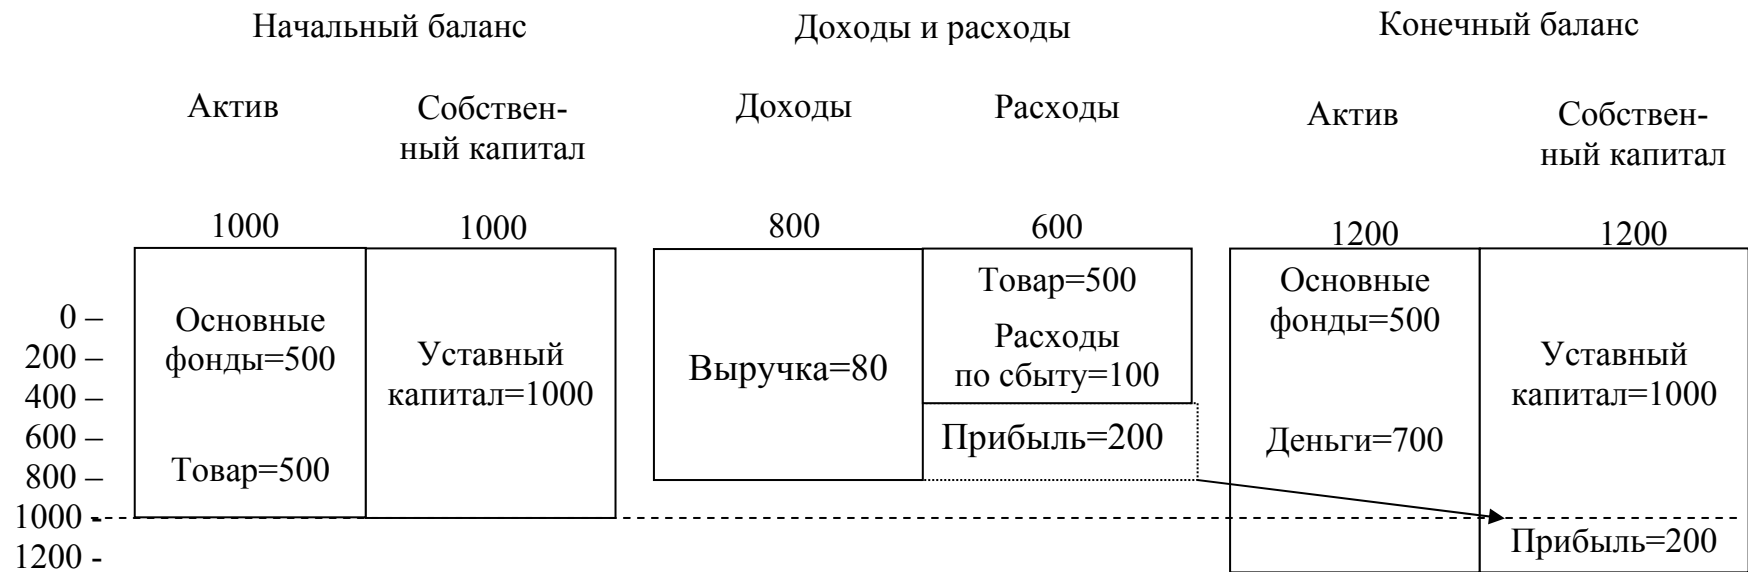 Начальный баланс
Доходы и расходы
Конечный баланс
Актив
Собствен-
ный капитал
Доходы
Расходы
Актив
Собствен-
ный капитал
1000
1000
800
600
1200
1200
0 –
200 –
400 –
600 –
800 –
1000 -
1200 -
Основные
фонды=500
Товар=500
Уставный
капитал=1000
Выручка=80
Товар=500
Расходы
по сбыту=100
Прибыль=200
Основные
фонды=500
Деньги=700
Уставный
капитал=1000
Прибыль=200